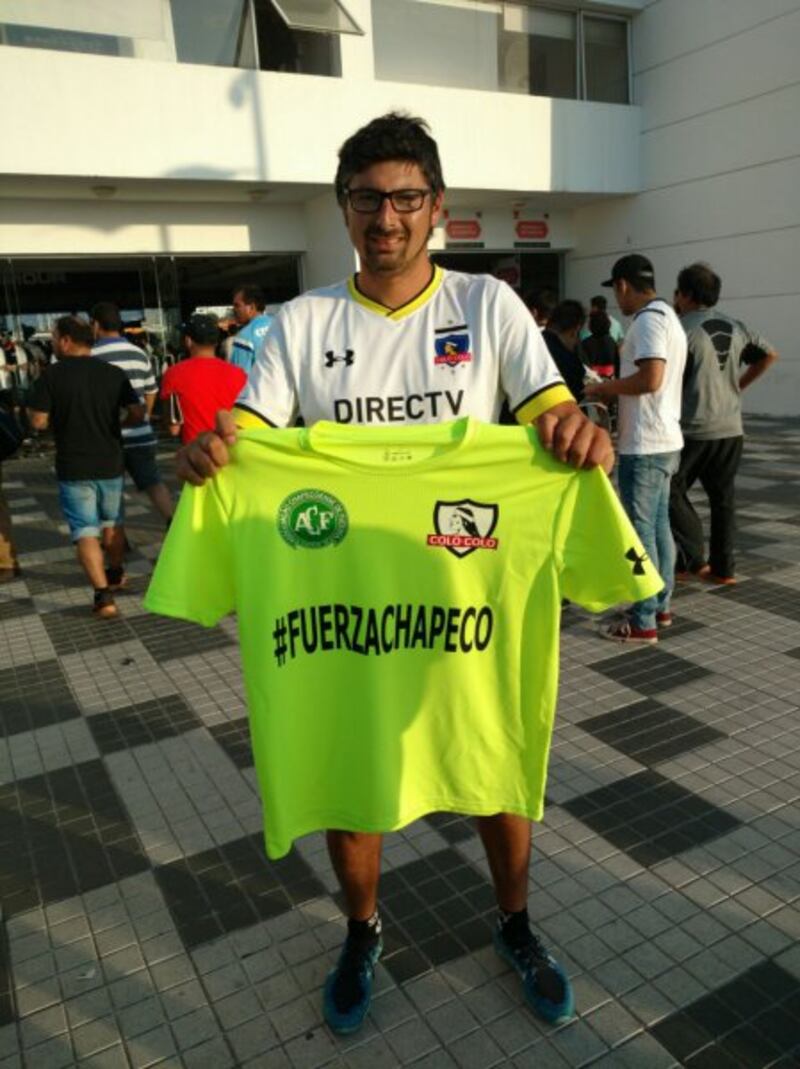 DIRECTV
ACF
COLO-COLO
#FUERZACHAPECO